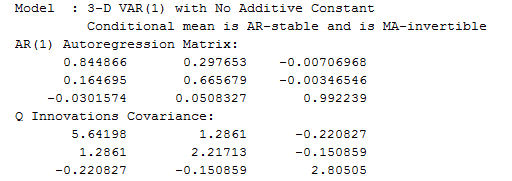 Model : 3-D VAR(1) with No Additive Constant
Conditional mean is AR-stable and is MA-invertible
AR(1) Autoregression Matrix:
0.844866 0.297653 -0.00706968
0.164695 0.665679 -0.00346546
-0.0301574 0.0508327 0.992239
Q Innovations Covariance:
5.64198 1.2861 -0.220827
1.2861 2.21713 -0.150859
-0.220827 -0.150859 2.80505